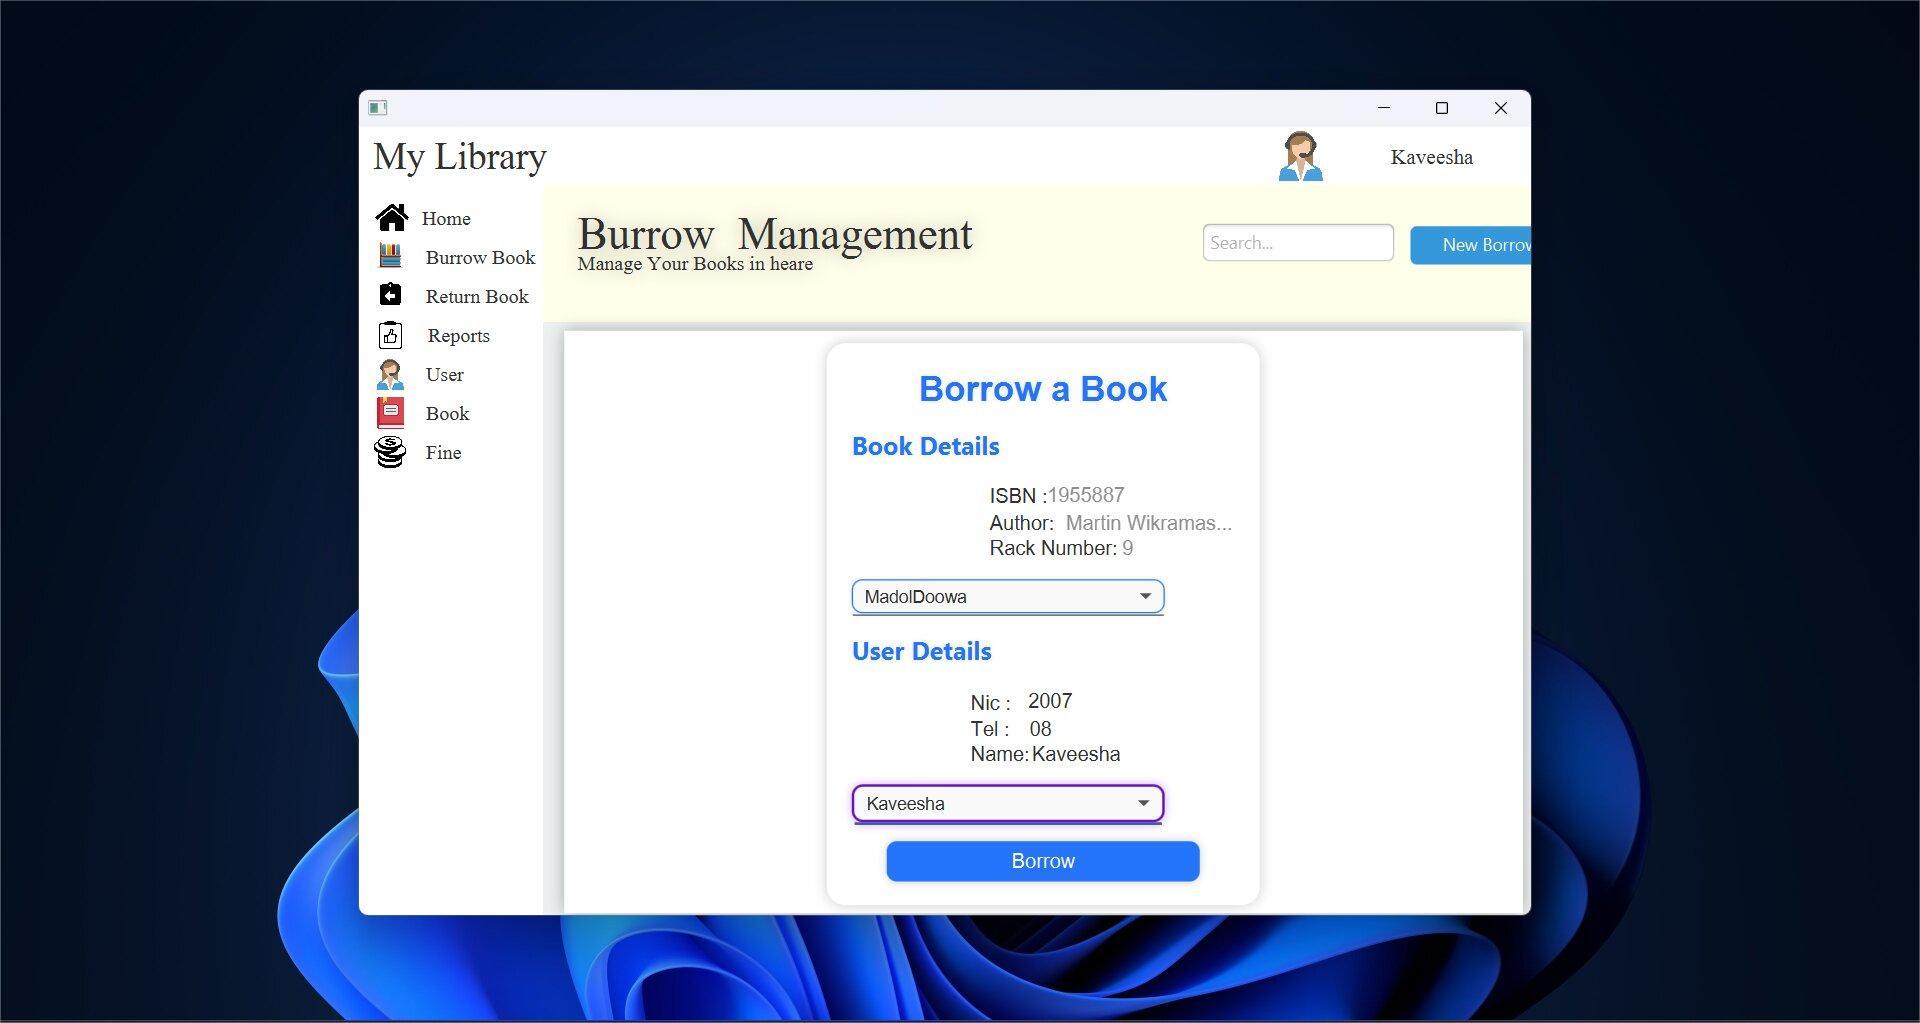 My Library
Kaveesha
Home
Burrow Book
Return Book
Reports
User
Book
Fine
Burrow Management
Manage Your Books in heare
Search...
New Borrow
Borrow a Book
Book Details
ISBN :1955887
Author: Martin Wikramas...
Rack Number: 9
MadolDoowa
User Details
Nic : 2007
Tel : 08
Name:Kaveesha
Kaveesha
Borrow